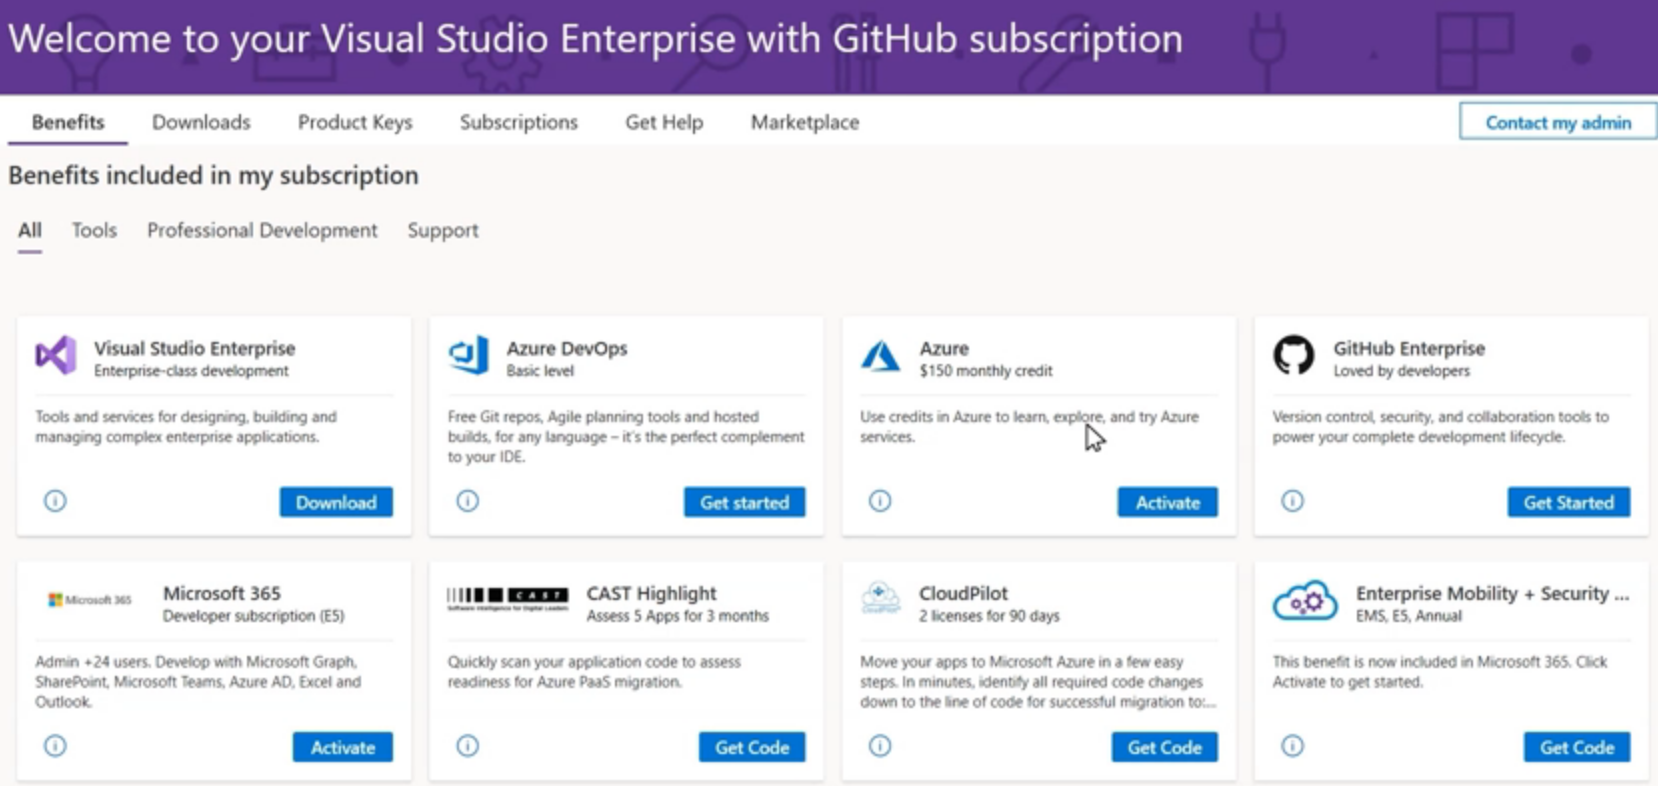 Welcome to your Visual Studio Enterprise with GitHub subscription
Benefits
Downloads
Product Keys
Subscriptions
Get Help
Marketplace
Contact my admin
Benefits included in my subscription
All
Tools
Professional Development
Support
Visual Studio Enterprise
Enterprise-class development
Tools and services for designing, building and
managing complex enterprise applications.
Download
Azure DevOps
Basic level
Free Git repos, Agile planning tools and hosted
builds, for any language – it's the perfect complement
to your IDE.
Get started
Azure
$150 monthly credit
Use credits in Azure to learn, explore, and try Azure
services.
Activate
GitHub Enterprise
Loved by developers
Version control, security, and collaboration tools to
power your complete development lifecycle.
Get Started
Microsoft 365
Microsoft 365
Developer subscription (E5)
Admin +24 users. Develop with Microsoft Graph,
SharePoint, Microsoft Teams, Azure AD, Excel and
Outlook.
Activate
CAST
Software Intelligence for Digital Leaders
CAST Highlight
Assess 5 Apps for 3 months
Quickly scan your application code to assess
readiness for Azure PaaS migration.
Get Code
CloudPilot
CloudPilot
2 licenses for 90 days
Move your apps to Microsoft Azure in a few easy
steps. In minutes, identify all required code changes
down to the line of code for successful migration to:...
Get Code
Enterprise Mobility + Security ...
EMS, E5, Annual
This benefit is now included in Microsoft 365. Click
Activate to get started.
Get Code